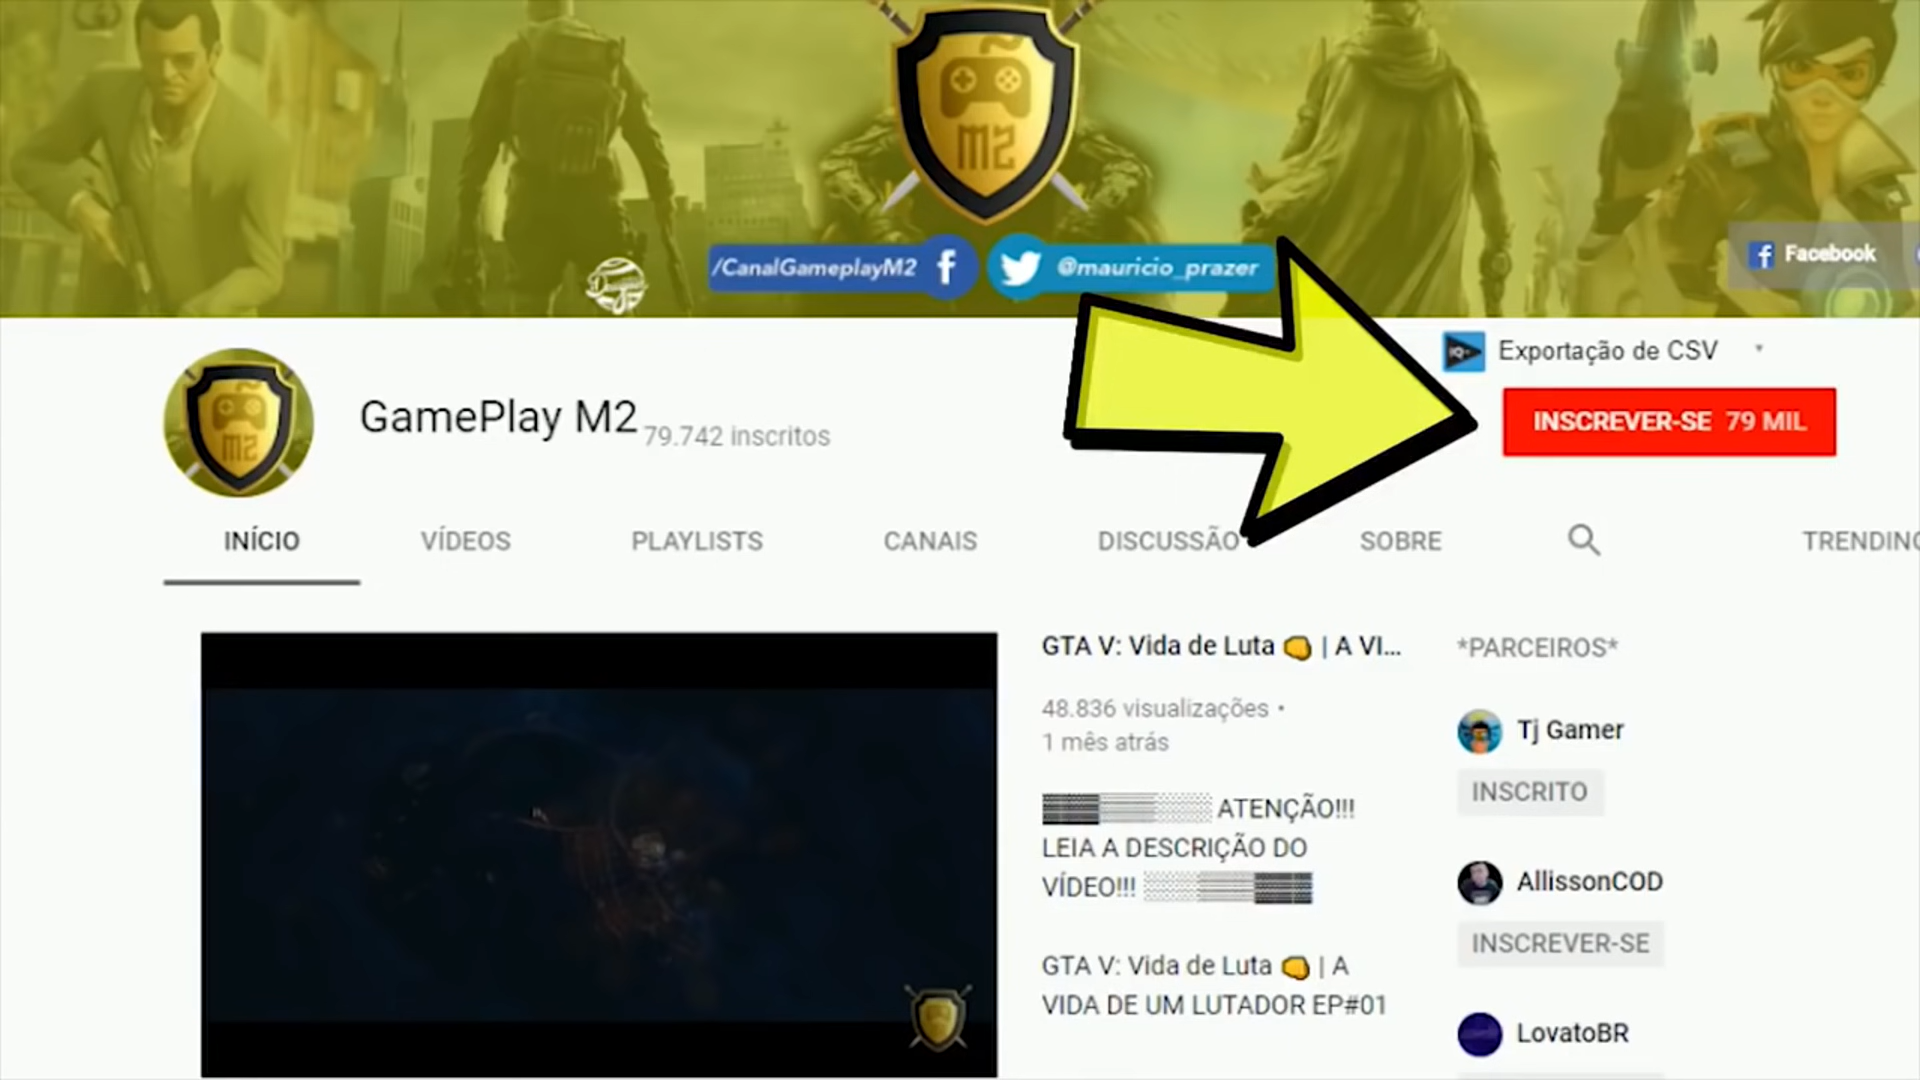 M2
/CanalGameplayM2
@mauricio_prazer
Facebook
Exportação de CSV
M2
GamePlay M2 79.742 inscritos
INSCREVER-SE 79 MIL
INÍCIO VÍDEOS PLAYLISTS CANAIS DISCUSSÃO SOBRE TRENDING
GTA V: Vida de Luta 👊 | A VI...
48.836 visualizações •
1 mês atrás
▓▓▒▒░░ ATENÇÃO!!!
LEIA A DESCRIÇÃO DO
VÍDEO!!! ░░▒▒▓▓
GTA V: Vida de Luta 👊 | A
VIDA DE UM LUTADOR EP#01
*PARCEIROS*
Tj Gamer
INSCRITO
AllissonCOD
INSCREVER-SE
LovatoBR